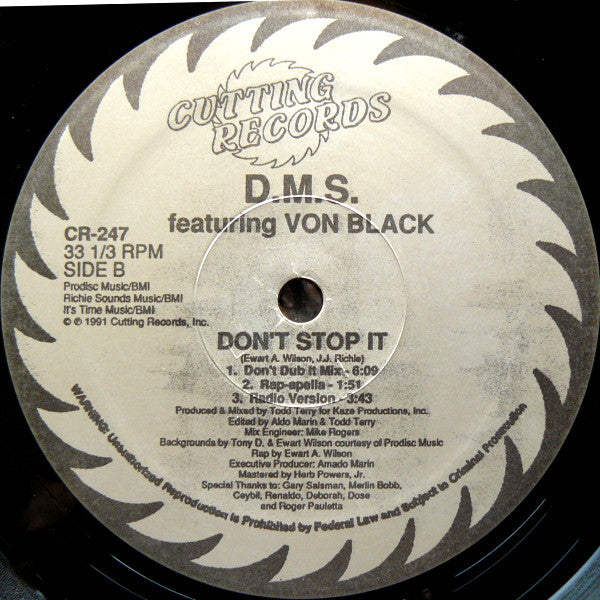 CUTTING
RECORDS
D.M.S.
featuring VON BLACK
CR-247
33 1/3 RPM
SIDE B
Prodisc Music/BMI
Richie Sounds Music/BMI
It's Time Music/BMI
© ℗ 1991 Cutting Records, Inc.
DON'T STOP IT
(Ewart A. Wilson, J.J. Richie)
1. Don't Dub It Mix - 6:09
2. Rap-apella - 1:51
3. Radio Version - 3:43
Produced & Mixed by Todd Terry for Kaze Productions, Inc.
Edited by Aldo Marin & Todd Terry
Mix Engineer: Mike Rogers
Backgrounds by Tony D. & Ewart Wilson courtesy of Prodisc Music
Rap by Ewart A. Wilson
Executive Producer: Amado Marin
Mastered by Herb Powers, Jr.
Special Thanks to: Gary Salsman, Merlin Bobb,
Ceybil, Renaldo, Deborah, Dose
and Roger Pauletta
WARNING! Unauthorized Reproduction is Prohibited by Federal Law and Subject to Criminal Prosecution